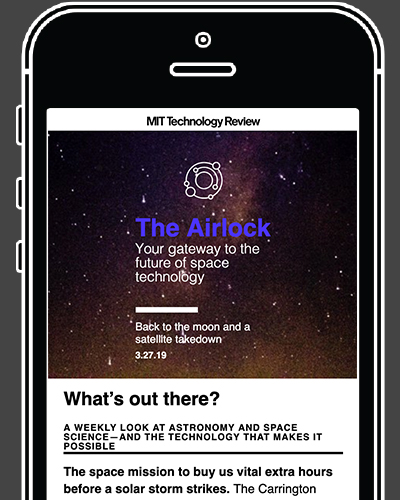 MIT Technology Review
The Airlock
Your gateway to the
future of space
technology
Back to the moon and a
satellite takedown
3.27.19
What's out there?
A WEEKLY LOOK AT ASTRONOMY AND SPACE
SCIENCE—AND THE TECHNOLOGY THAT MAKES IT
POSSIBLE
The space mission to buy us vital extra hours
before a solar storm strikes. The Carrington